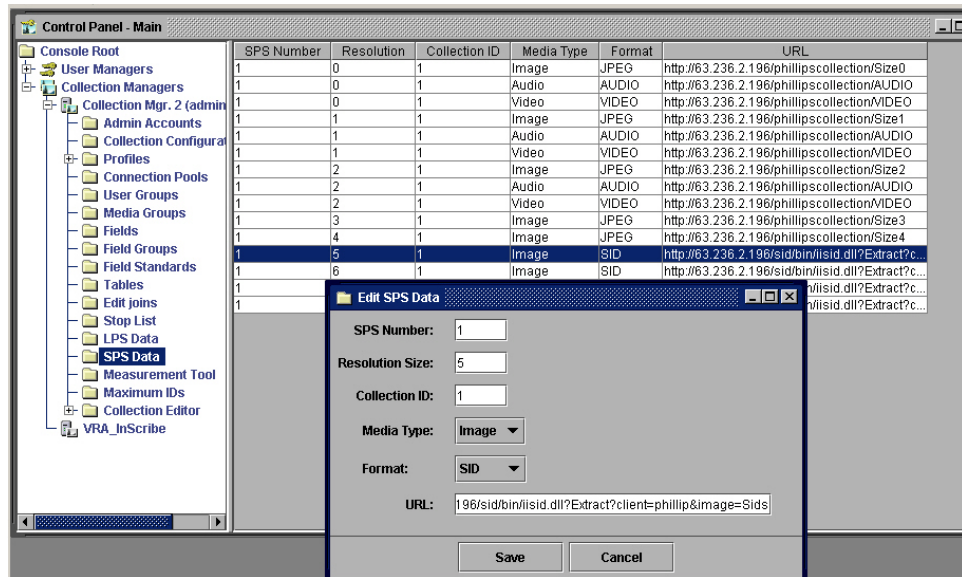 Control Panel - Main
Console Root
User Managers
Collection Managers
Collection Mgr. 2 (admin
Admin Accounts
Collection Configurat
Profiles
Connection Pools
User Groups
Media Groups
Fields
Field Groups
Field Standards
Tables
Edit joins
Stop List
LPS Data
SPS Data
Measurement Tool
Maximum IDs
Collection Editor
VRA_InScribe
SPS Number Resolution Collection ID Media Type Format URL
1 0 1 Image JPEG http://63.236.2.196/phillipscollection/Size0
1 0 1 Audio AUDIO http://63.236.2.196/phillipscollection/AUDIO
1 0 1 Video VIDEO http://63.236.2.196/phillipscollection/VIDEO
1 1 1 Image JPEG http://63.236.2.196/phillipscollection/Size1
1 1 1 Audio AUDIO http://63.236.2.196/phillipscollection/AUDIO
1 1 1 Video VIDEO http://63.236.2.196/phillipscollection/VIDEO
1 2 1 Image JPEG http://63.236.2.196/phillipscollection/Size2
1 2 1 Audio AUDIO http://63.236.2.196/phillipscollection/AUDIO
1 2 1 Video VIDEO http://63.236.2.196/phillipscollection/VIDEO
1 3 1 Image JPEG http://63.236.2.196/phillipscollection/Size3
1 4 1 Image JPEG http://63.236.2.196/phillipscollection/Size4
1 5 1 Image SID http://63.236.2.196/sid/bin/iisid.dll?Extract?c...
1 6 1 Image SID http://63.236.2.196/sid/bin/iisid.dll?Extract?c...
1 n/iisid.dll?Extract?c...
1 n/iisid.dll?Extract?c...
Edit SPS Data
SPS Number: 1
Resolution Size: 5
Collection ID: 1
Media Type: Image
Format: SID
URL: 196/sid/bin/iisid.dll?Extract?client=phillip&image=Sids
Save Cancel